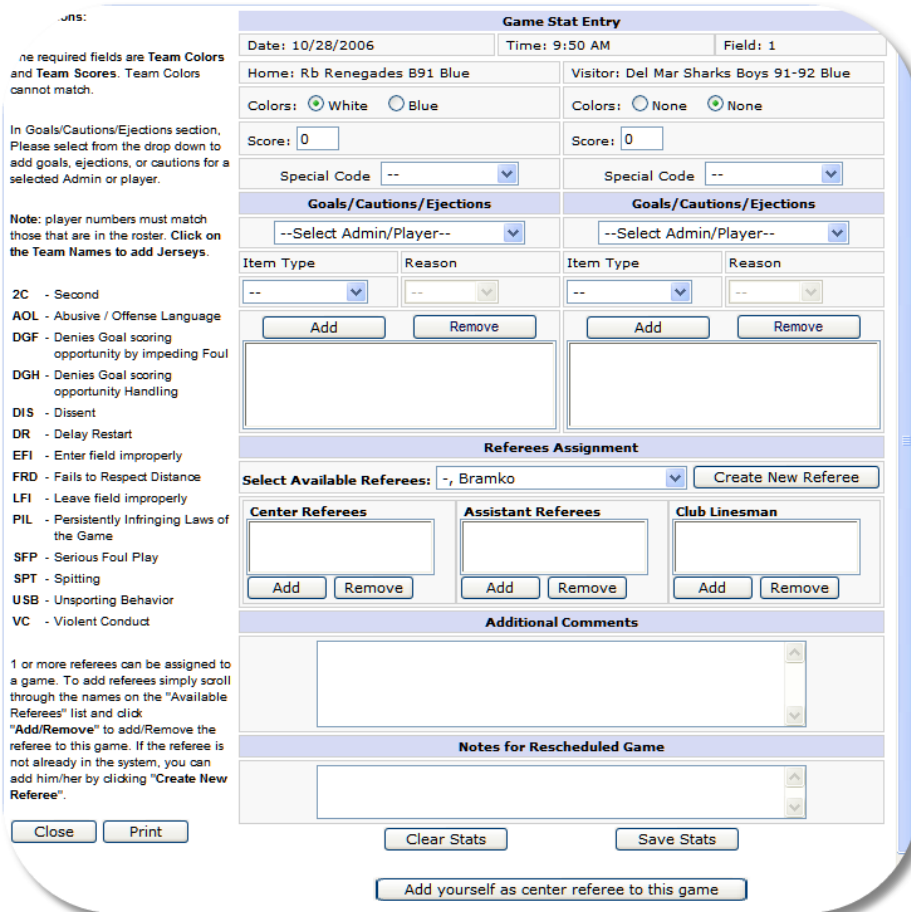 Game Stat Entry
Date: 10/28/2006 Time: 9:50 AM Field: 1
Home: Rb Renegades B91 Blue Visitor: Del Mar Sharks Boys 91-92 Blue
Colors: White Blue Colors: None None
Score: 0 Score: 0
Special Code -- Special Code --
Goals/Cautions/Ejections Goals/Cautions/Ejections
--Select Admin/Player-- --Select Admin/Player--
Item Type Reason Item Type Reason
-- -- -- --
Add Remove Add Remove
Referees Assignment
Select Available Referees: -, Bramko Create New Referee
Center Referees Assistant Referees Club Linesman
Add Remove Add Remove Add Remove
Additional Comments
Notes for Rescheduled Game
Clear Stats Save Stats
Add yourself as center referee to this game
required fields are Team Colors
and Team Scores. Team Colors
cannot match.
In Goals/Cautions/Ejections section,
Please select from the drop down to
add goals, ejections, or cautions for a
selected Admin or player.
Note: player numbers must match
those that are in the roster. Click on
the Team Names to add Jerseys.
2C - Second
AOL - Abusive / Offense Language
DGF - Denies Goal scoring
opportunity by impeding Foul
DGH - Denies Goal scoring
opportunity Handling
DIS - Dissent
DR - Delay Restart
EFI - Enter field improperly
FRD - Fails to Respect Distance
LFI - Leave field improperly
PIL - Persistently Infringing Laws of
the Game
SFP - Serious Foul Play
SPT - Spitting
USB - Unsporting Behavior
VC - Violent Conduct
1 or more referees can be assigned to
a game. To add referees simply scroll
through the names on the "Available
Referees" list and click
"Add/Remove" to add/Remove the
referee to this game. If the referee is
not already in the system, you can
add him/her by clicking "Create New
Referee".
Close Print